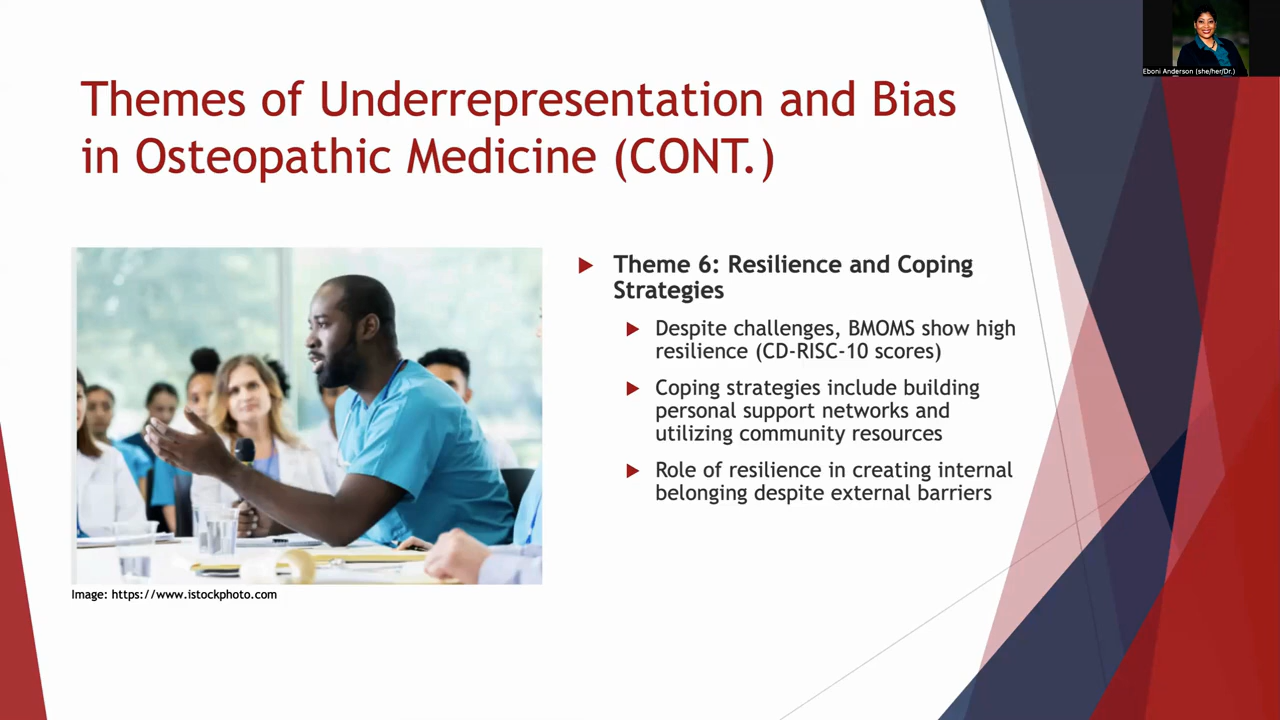 Eboni Anderson (she/her/Dr.)
Themes of Underrepresentation and Bias
in Osteopathic Medicine (CONT.)
Theme 6: Resilience and Coping
Strategies
Despite challenges, BMOMS show high
resilience (CD-RISC-10 scores)
Coping strategies include building
personal support networks and
utilizing community resources
Role of resilience in creating internal
belonging despite external barriers
Image: https://www.istockphoto.com